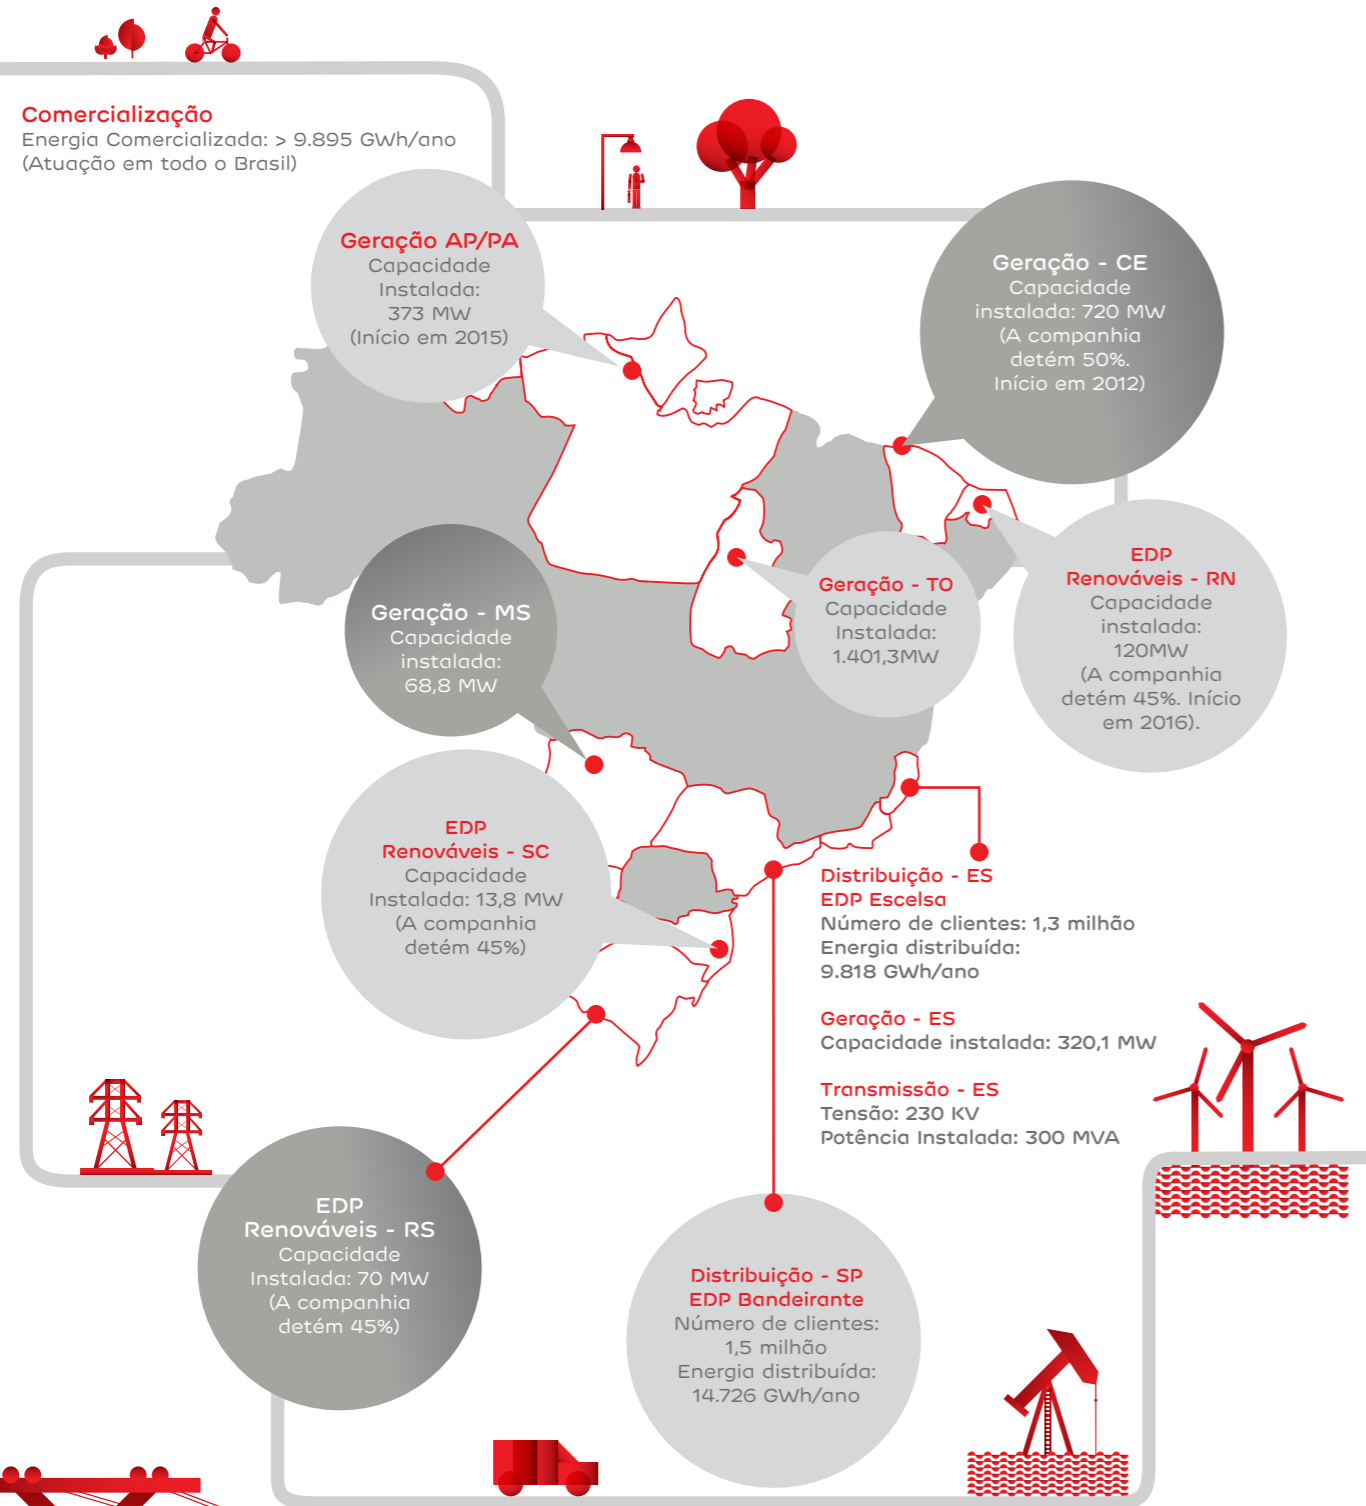 Comercialização
Energia Comercializada: > 9.895 GWh/ano
(Atuação em todo o Brasil)
Geração AP/PA
Capacidade
Instalada:
373 MW
(Início em 2015)
Geração - CE
Capacidade
instalada: 720 MW
(A companhia
detém 50%.
Início em 2012)
EDP
Renováveis - RN
Capacidade
instalada:
120MW
(A companhia
detém 45%. Início
em 2016).
Geração - TO
Capacidade
Instalada:
1.401,3MW
Geração - MS
Capacidade
instalada:
68,8 MW
EDP
Renováveis - SC
Capacidade
Instalada: 13,8 MW
(A companhia
detém 45%)
Distribuição - ES
EDP Escelsa
Número de clientes: 1,3 milhão
Energia distribuída:
9.818 GWh/ano
Geração - ES
Capacidade instalada: 320,1 MW
Transmissão - ES
Tensão: 230 KV
Potência Instalada: 300 MVA
EDP
Renováveis - RS
Capacidade
Instalada: 70 MW
(A companhia
detém 45%)
Distribuição - SP
EDP Bandeirante
Número de clientes:
1,5 milhão
Energia distribuída:
14.726 GWh/ano